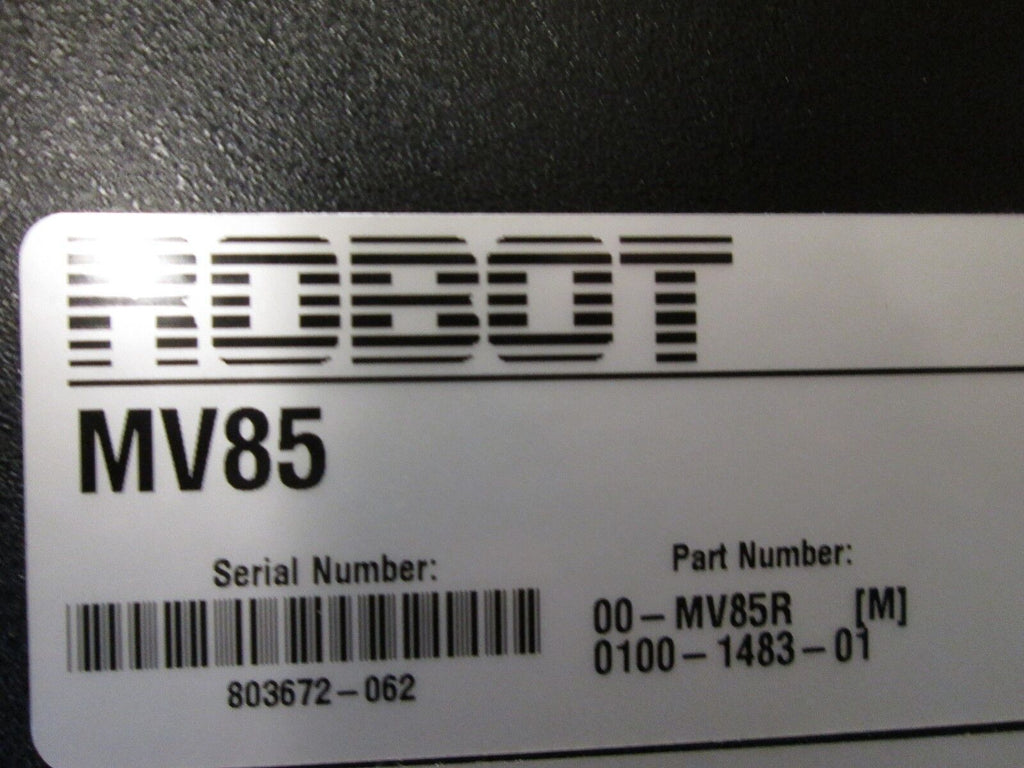 ROBOT
MV85
Serial Number:
803672-062
Part Number:
00-MV85R [M]
0100-1483-01